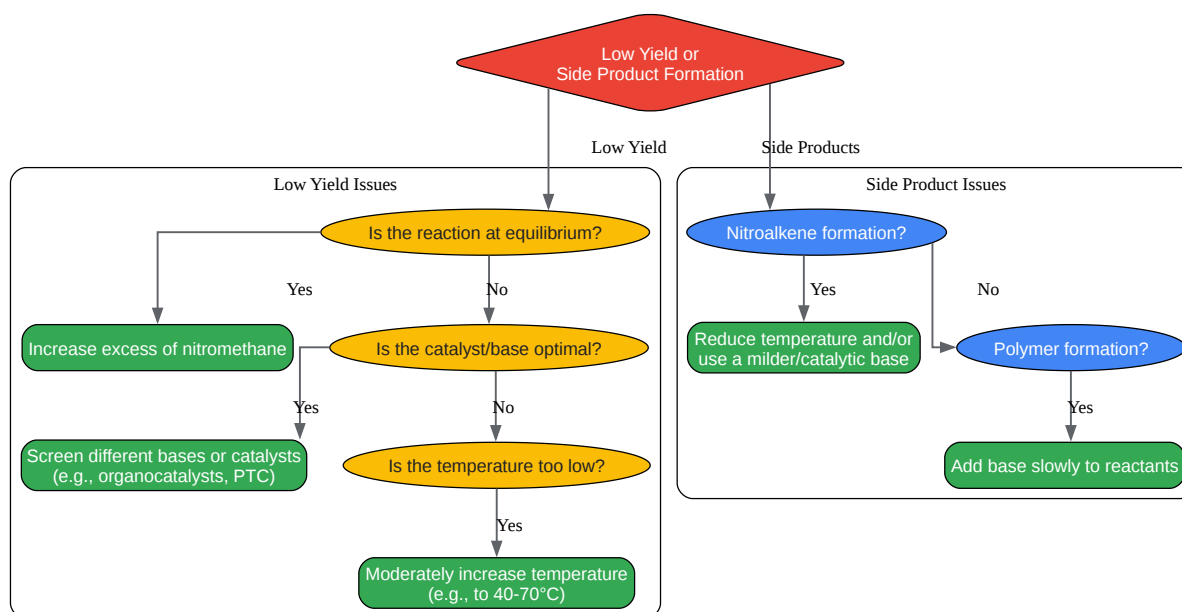 Low Yield or
Side Product Formation
Low Yield
Side Products
Low Yield Issues
Is the reaction at equilibrium?
Yes
No
Increase excess of nitromethane
Is the catalyst/base optimal?
Yes
No
Screen different bases or catalysts
(e.g., organocatalysts, PTC)
Is the temperature too low?
Yes
Moderately increase temperature
(e.g., to 40-70°C)
Side Product Issues
Nitroalkene formation?
Yes
No
Reduce temperature and/or
use a milder/catalytic base
Polymer formation?
Yes
Add base slowly to reactants